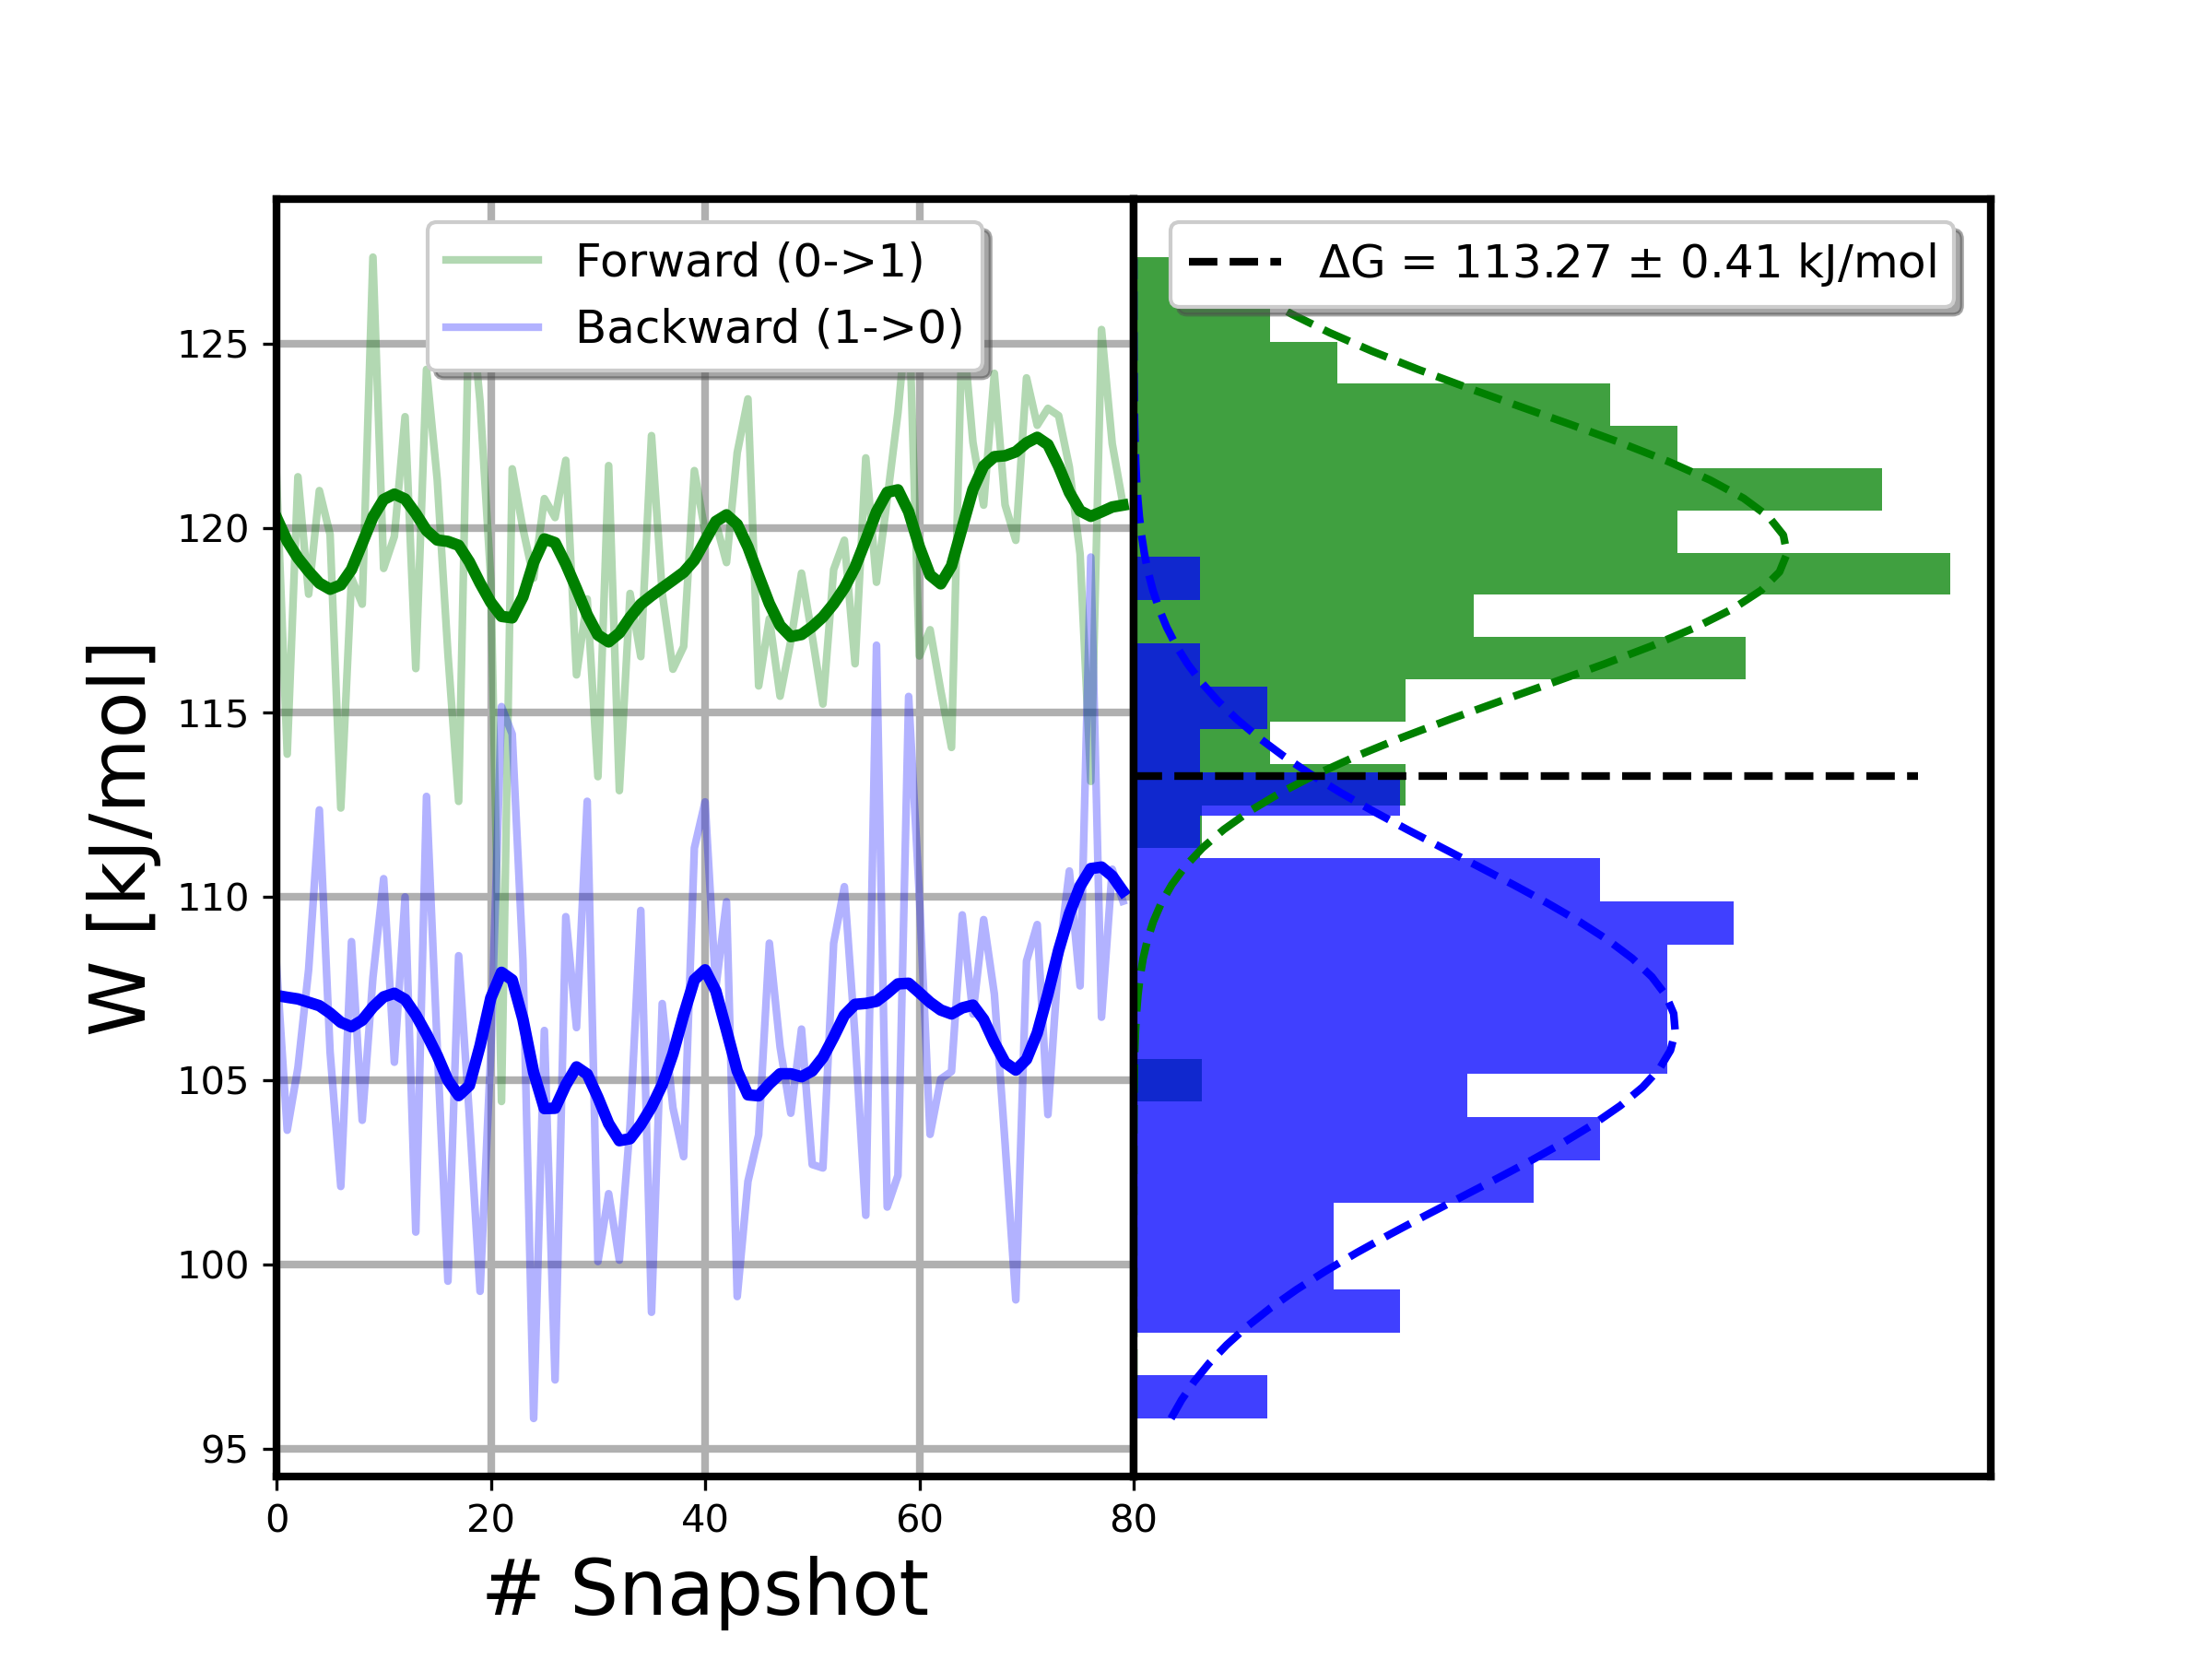 Forward (0->1)
Backward (1->0)
ΔG = 113.27 ± 0.41 kJ/mol
W [kJ/mol]
125
120
115
110
105
100
95
0 20 40 60 80
# Snapshot